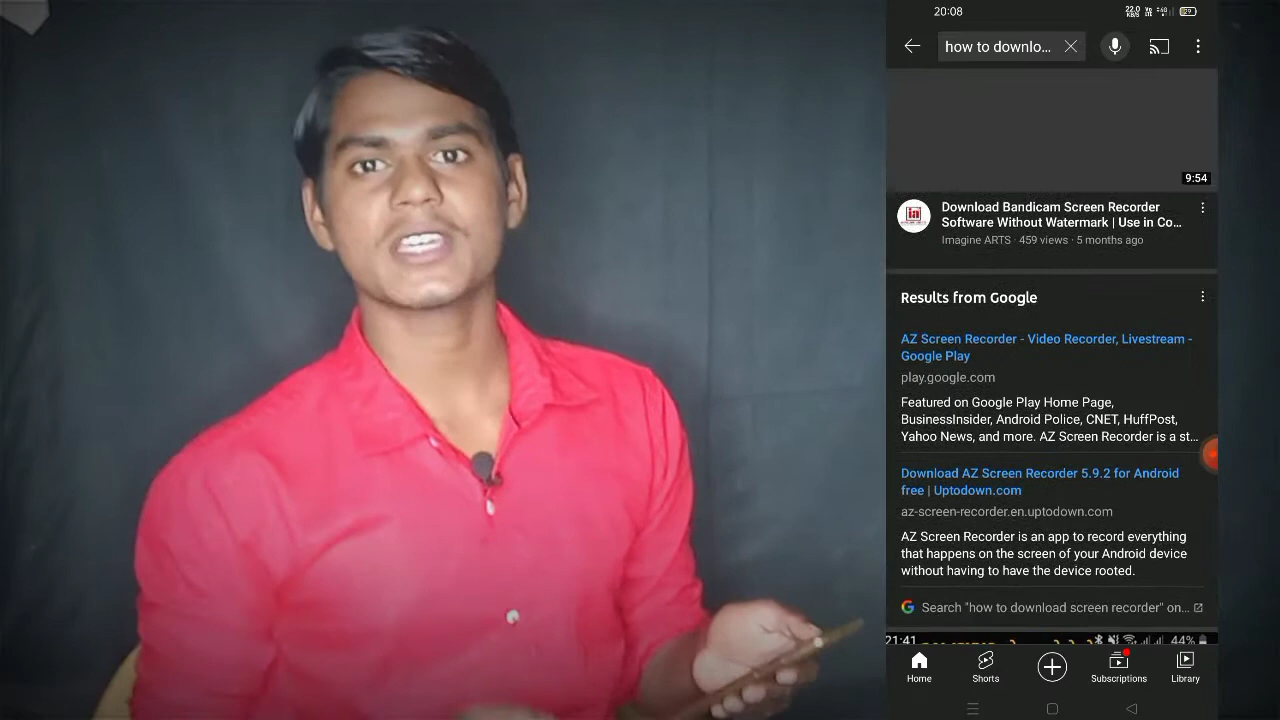 20:08
22.0
KB/S
how to downlo...
9:54
Download Bandicam Screen Recorder
Software Without Watermark | Use in Co...
Imagine ARTS · 459 views · 5 months ago
Results from Google
AZ Screen Recorder - Video Recorder, Livestream -
Google Play
play.google.com
Featured on Google Play Home Page,
BusinessInsider, Android Police, CNET, HuffPost,
Yahoo News, and more. AZ Screen Recorder is a st...
Download AZ Screen Recorder 5.9.2 for Android
free | Uptodown.com
az-screen-recorder.en.uptodown.com
AZ Screen Recorder is an app to record everything
that happens on the screen of your Android device
without having to have the device rooted.
Search "how to download screen recorder" on...
21:41 44%
Home Shorts Subscriptions Library